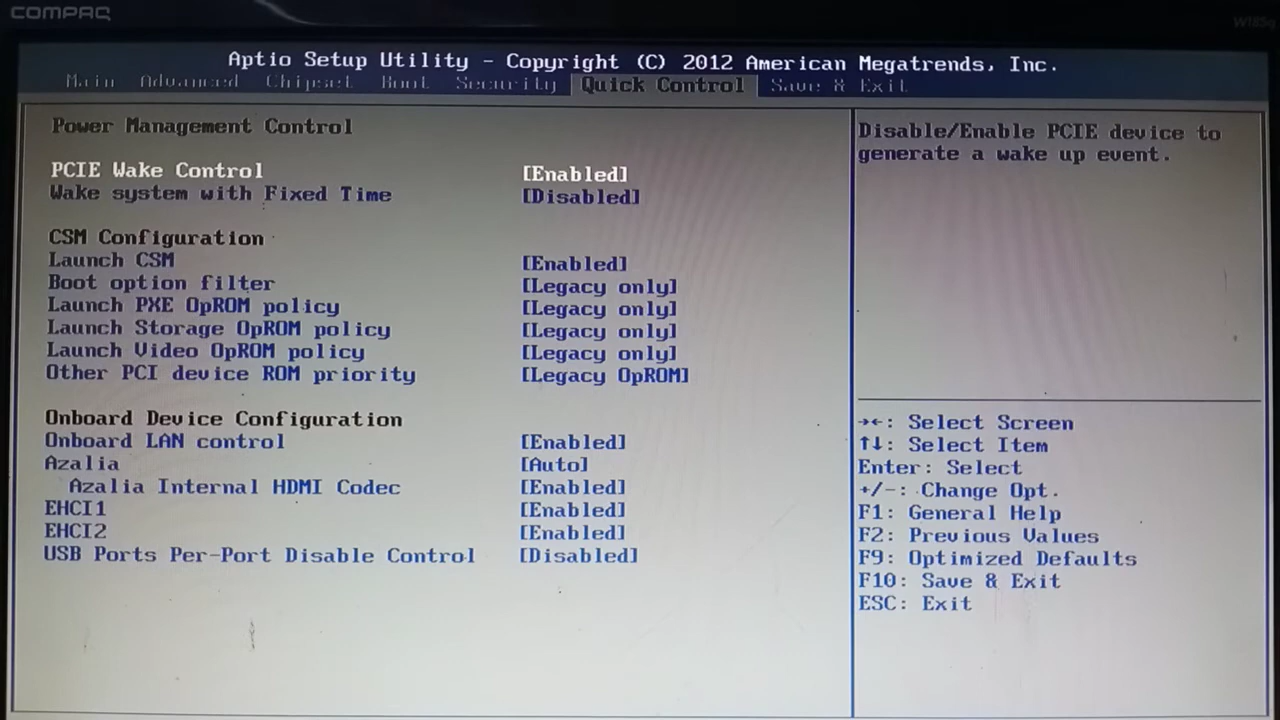 COMPAQ
W185q
Aptio Setup Utility - Copyright (C) 2012 American Megatrends, Inc.
Main Advanced Chipset Boot Security Quick Control Save & Exit
Power Management Control
PCIE Wake Control [Enabled]
Wake system with Fixed Time [Disabled]
CSM Configuration
Launch CSM [Enabled]
Boot option filter [Legacy only]
Launch PXE OpROM policy [Legacy only]
Launch Storage OpROM policy [Legacy only]
Launch Video OpROM policy [Legacy only]
Other PCI device ROM priority [Legacy OpROM]
Onboard Device Configuration
Onboard LAN control [Enabled]
Azalia [Auto]
Azalia Internal HDMI Codec [Enabled]
EHCI1 [Enabled]
EHCI2 [Enabled]
USB Ports Per-Port Disable Control [Disabled]
Disable/Enable PCIE device to
generate a wake up event.
→←: Select Screen
↑↓: Select Item
Enter: Select
+/-: Change Opt.
F1: General Help
F2: Previous Values
F9: Optimized Defaults
F10: Save & Exit
ESC: Exit